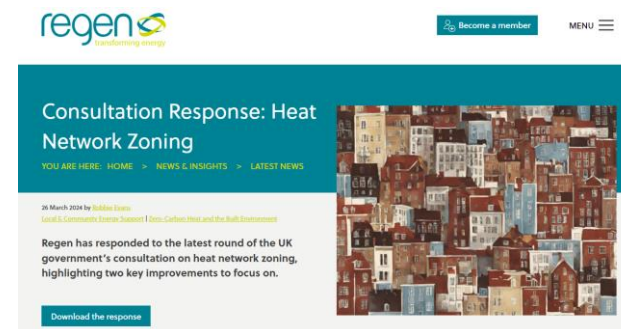 regen
transforming energy
Become a member
MENU
Consultation Response: Heat
Network Zoning
YOU ARE HERE: HOME > NEWS & INSIGHTS > LATEST NEWS
26 March 2024 by Robbie Evans
Local & Community Energy Support | Zero Carbon Heat and the Built Environment
Regen has responded to the latest round of the UK
government's consultation on heat network zoning,
highlighting two key improvements to focus on.
Download the response